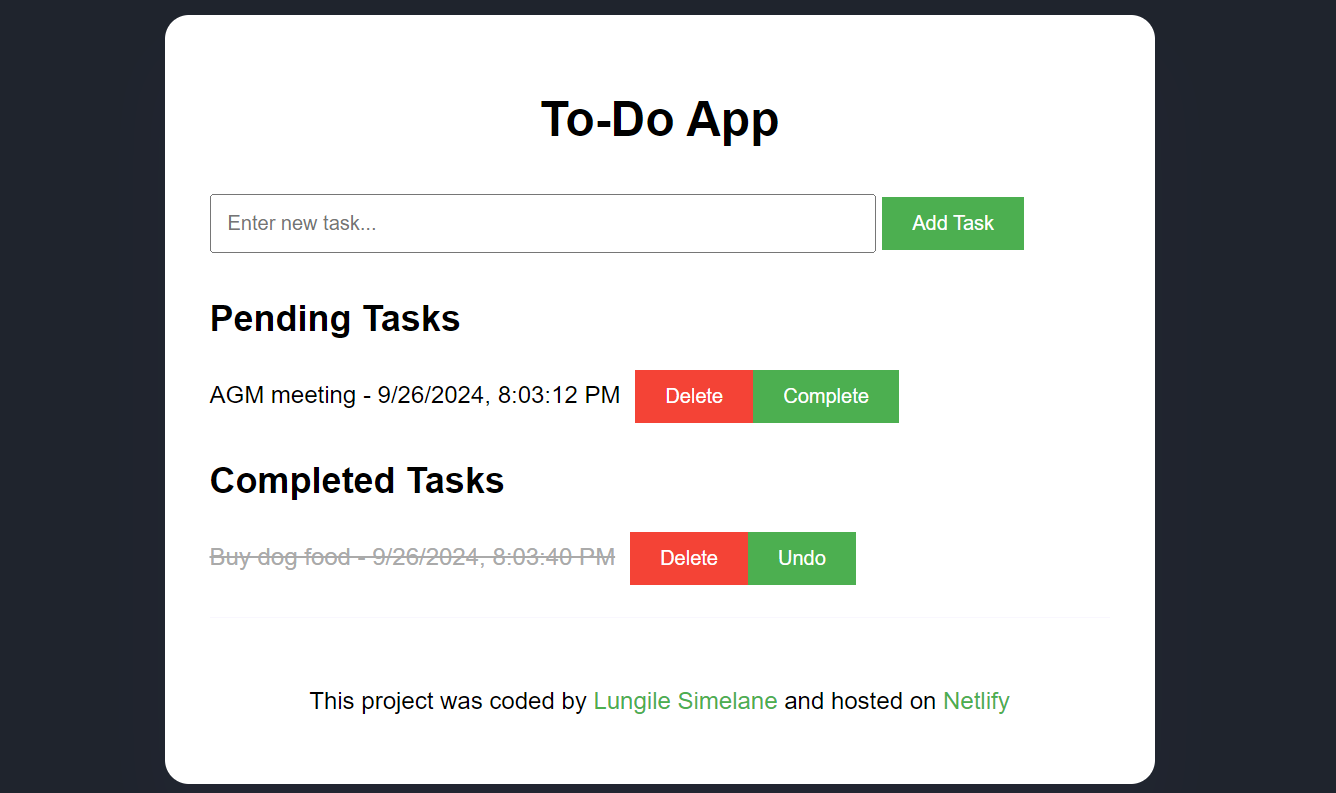 To-Do App
Enter new task... Add Task
Pending Tasks
AGM meeting - 9/26/2024, 8:03:12 PM Delete Complete
Completed Tasks
Buy dog food - 9/26/2024, 8:03:40 PM Delete Undo
This project was coded by Lungile Simelane and hosted on Netlify